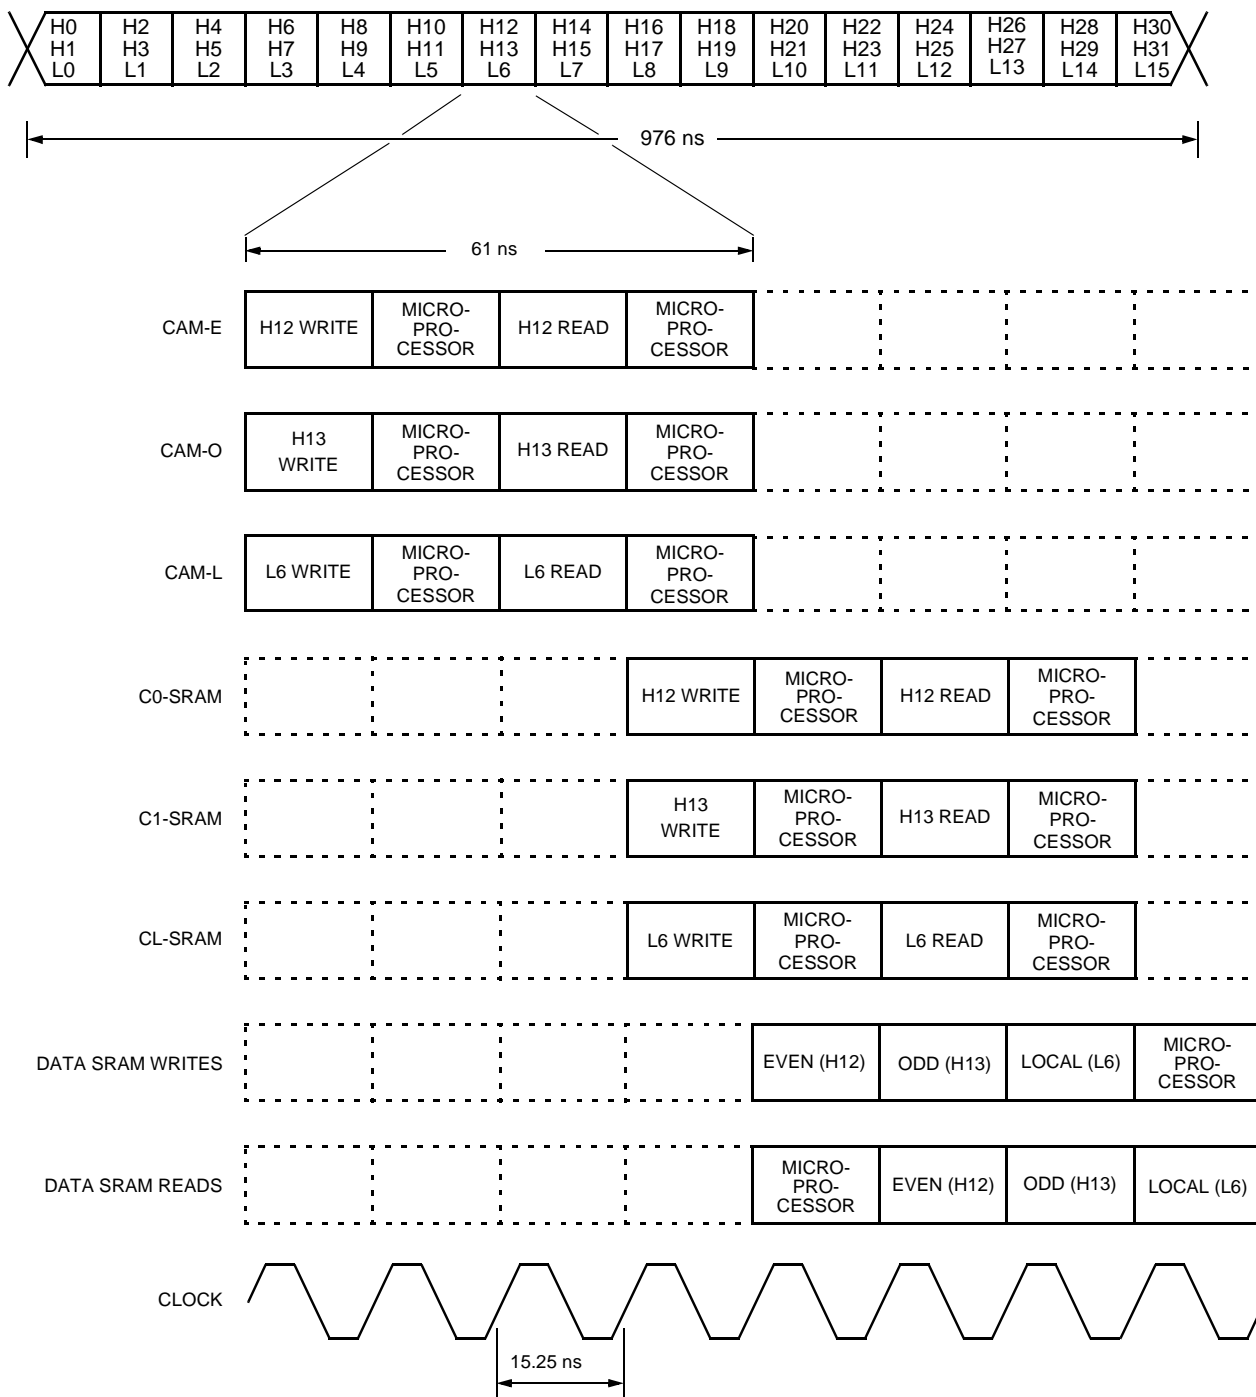 H0 H2 H4 H6 H8 H10 H12 H14 H16 H18 H20 H22 H24 H26 H28 H30
H1 H3 H5 H7 H9 H11 H13 H15 H17 H19 H21 H23 H25 H27 H29 H31
L0 L1 L2 L3 L4 L5 L6 L7 L8 L9 L10 L11 L12 L13 L14 L15
976 ns
61 ns
CAM-E
H12 WRITE
MICRO-
PRO-
CESSOR
H12 READ
MICRO-
PRO-
CESSOR
CAM-O
H13
WRITE
MICRO-
PRO-
CESSOR
H13 READ
MICRO-
PRO-
CESSOR
CAM-L
L6 WRITE
MICRO-
PRO-
CESSOR
L6 READ
MICRO-
PRO-
CESSOR
C0-SRAM
H12 WRITE
MICRO-
PRO-
CESSOR
H12 READ
MICRO-
PRO-
CESSOR
C1-SRAM
H13
WRITE
MICRO-
PRO-
CESSOR
H13 READ
MICRO-
PRO-
CESSOR
CL-SRAM
L6 WRITE
MICRO-
PRO-
CESSOR
L6 READ
MICRO-
PRO-
CESSOR
DATA SRAM WRITES
EVEN (H12)
ODD (H13)
LOCAL (L6)
MICRO-
PRO-
CESSOR
DATA SRAM READS
MICRO-
PRO-
CESSOR
EVEN (H12)
ODD (H13)
LOCAL (L6)
CLOCK
15.25 ns